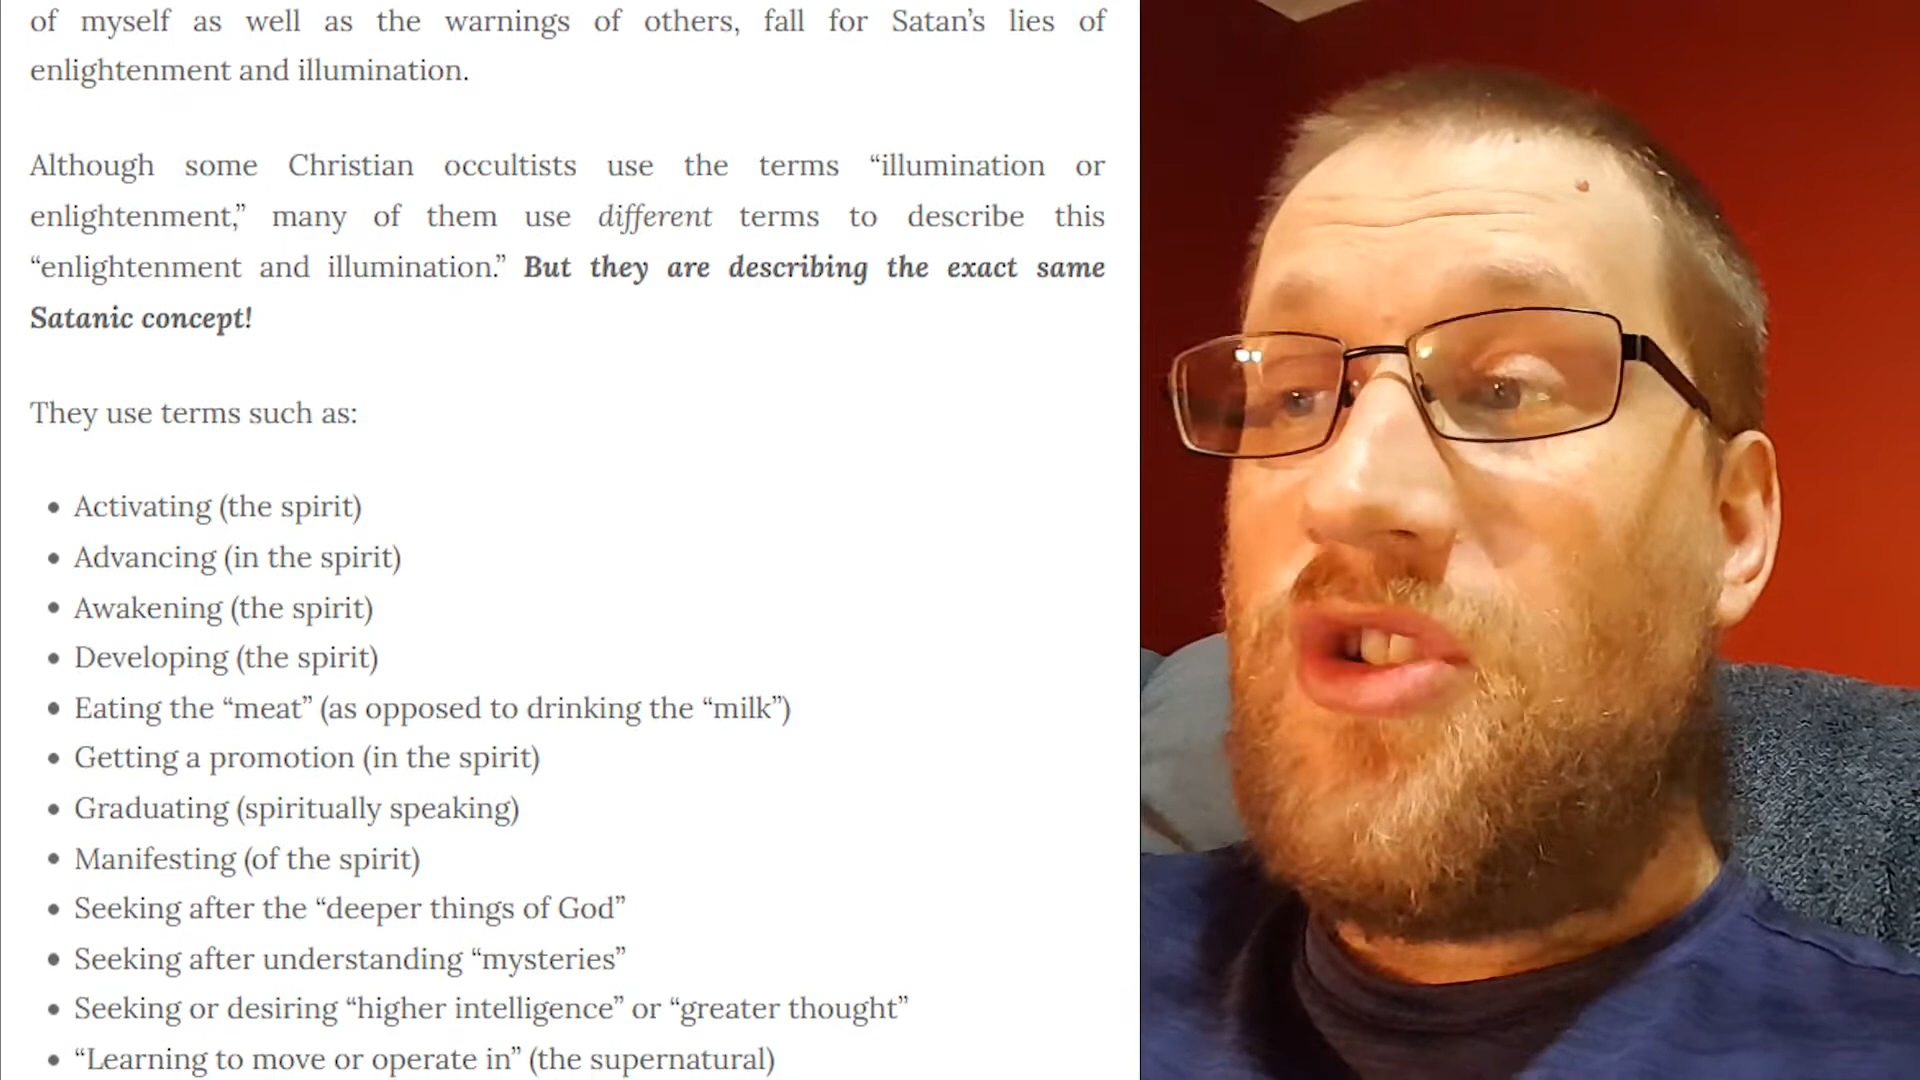 of myself as well as the warnings of others, fall for Satan’s lies of
enlightenment and illumination.
Although some Christian occultists use the terms “illumination or
enlightenment,” many of them use different terms to describe this
“enlightenment and illumination.” But they are describing the exact same
Satanic concept!
They use terms such as:
• Activating (the spirit)
• Advancing (in the spirit)
• Awakening (the spirit)
• Developing (the spirit)
• Eating the “meat” (as opposed to drinking the “milk”)
• Getting a promotion (in the spirit)
• Graduating (spiritually speaking)
• Manifesting (of the spirit)
• Seeking after the “deeper things of God”
• Seeking after understanding “mysteries”
• Seeking or desiring “higher intelligence” or “greater thought”
• “Learning to move or operate in” (the supernatural)